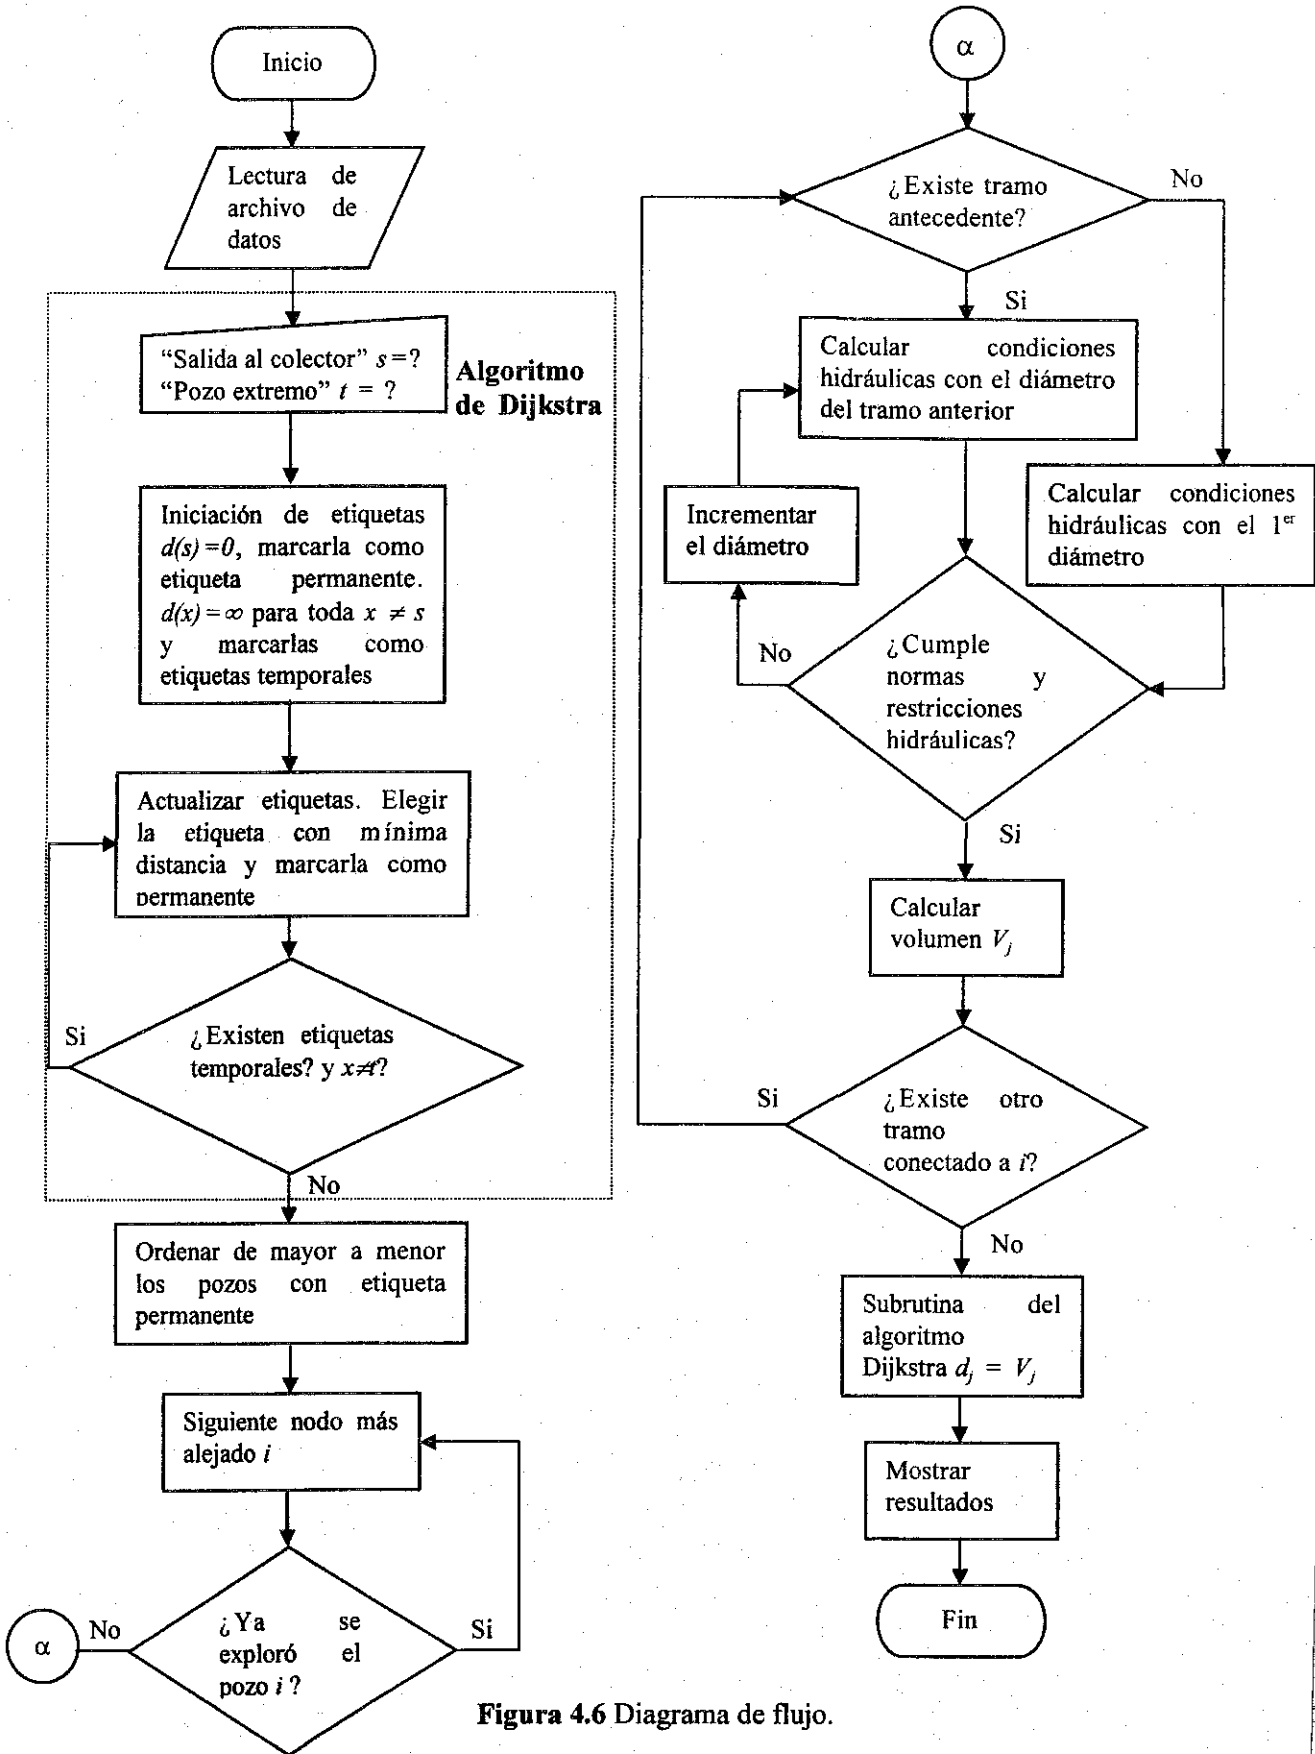 Inicio
Lectura de
archivo de
datos
“Salida al colector” s=?
“Pozo extremo” t = ?
Algoritmo
de Dijkstra
Iniciación de etiquetas
d(s)=0, marcarla como
etiqueta permanente.
d(x)=∞ para toda x ≠ s
y marcarlas como
etiquetas temporales
Actualizar etiquetas. Elegir
la etiqueta con mínima
distancia y marcarla como
permanente
Si
¿Existen etiquetas
temporales? y x≠t?
No
Ordenar de mayor a menor
los pozos con etiqueta
permanente
Siguiente nodo más
alejado i
α
No
¿Ya se
exploró el
pozo i ?
Si
α
¿Existe tramo
antecedente?
No
Si
Calcular condiciones
hidráulicas con el diámetro
del tramo anterior
Incrementar
el diámetro
Calcular condiciones
hidráulicas con el 1er
diámetro
No
¿Cumple
normas y
restricciones
hidráulicas?
Si
Calcular
volumen Vj
Si
¿Existe otro
tramo
conectado a i?
No
Subrutina del
algoritmo
Dijkstra dj = Vj
Mostrar
resultados
Fin
Figura 4.6 Diagrama de flujo.